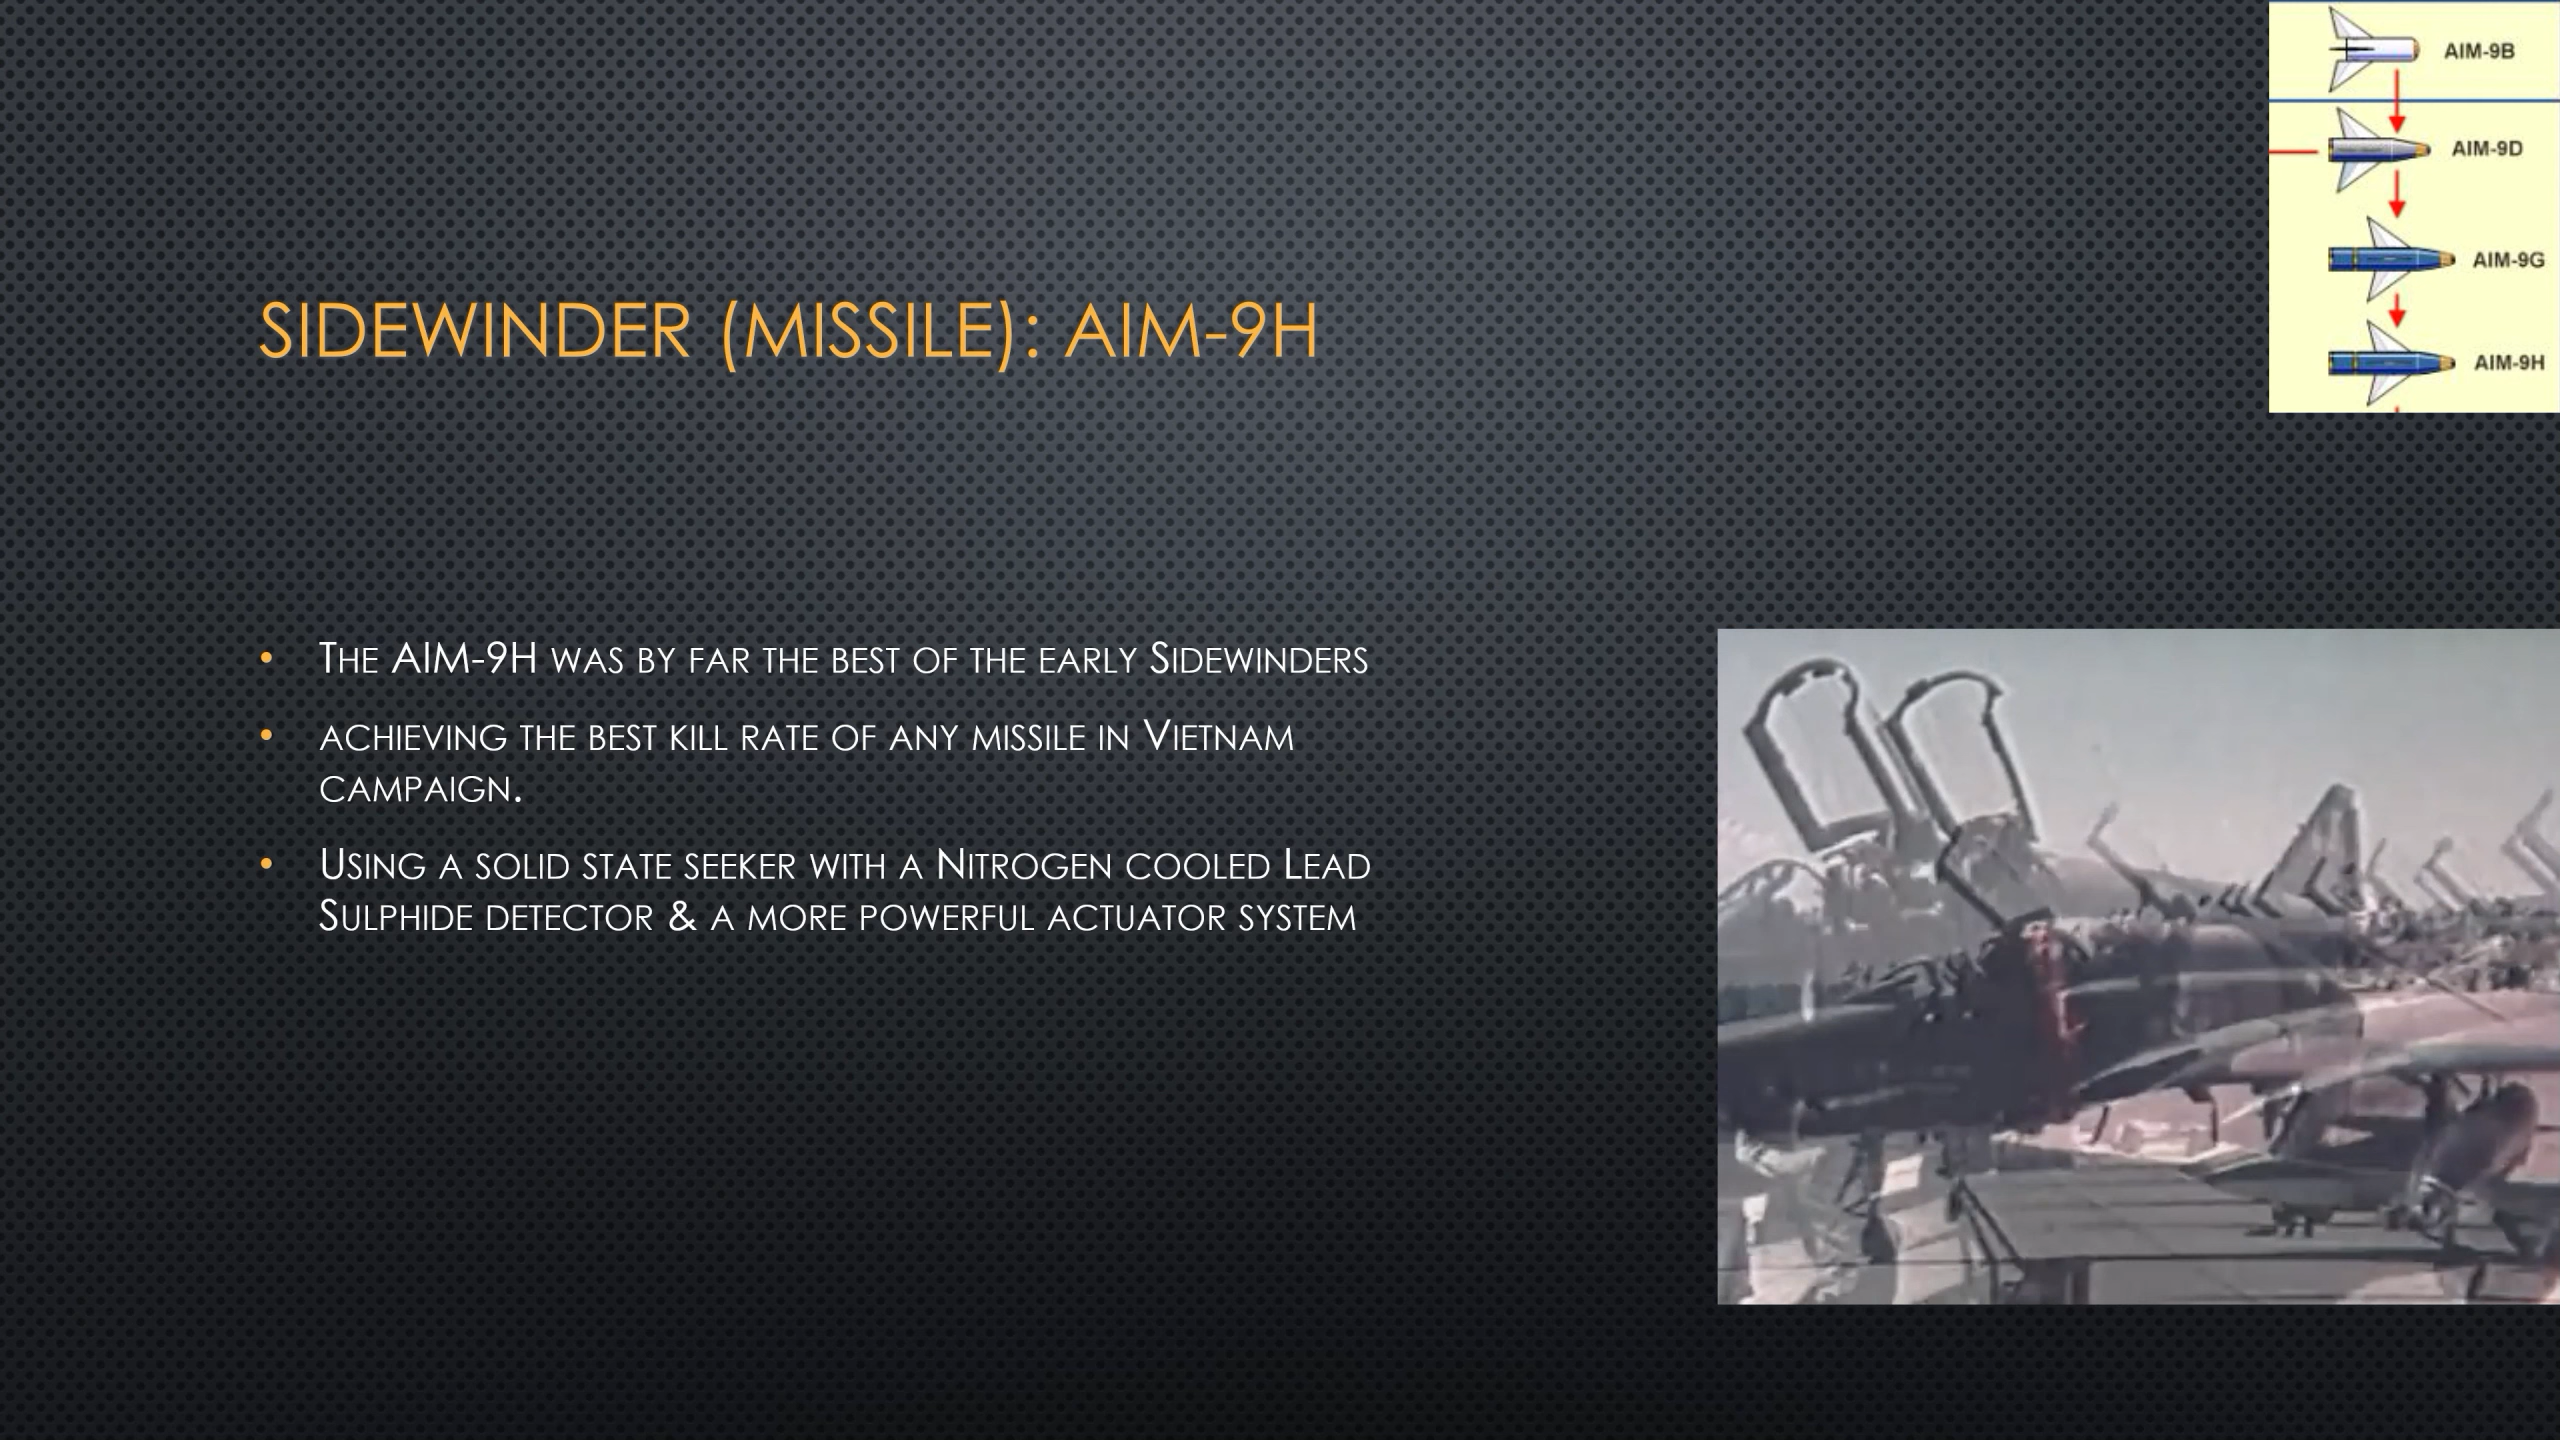 SIDEWINDER (MISSILE): AIM-9H
• The AIM-9H was by far the best of the early Sidewinders
• achieving the best kill rate of any missile in Vietnam
campaign.
• Using a solid state seeker with a Nitrogen cooled Lead
Sulphide detector & a more powerful actuator system
AIM-9B
AIM-9D
AIM-9G
AIM-9H